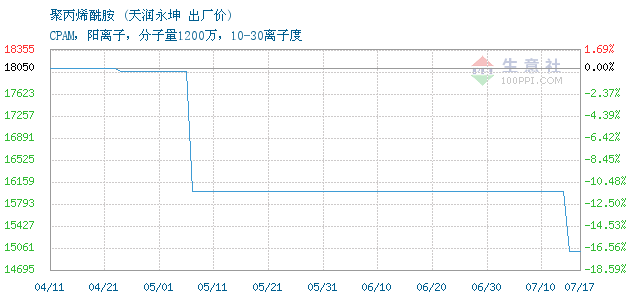 聚丙烯酰胺 (天润永坤 出厂价)
CPAM, 阳离子, 分子量1200万, 10-30离子度
18355 1.69%
18050 0.00%
17623 -2.37%
17257 -4.39%
16891 -6.42%
16525 -8.45%
16159 -10.48%
15793 -12.50%
15427 -14.53%
15061 -16.56%
14695 -18.59%
生意社
100PPI.COM
04/11 04/21 05/01 05/11 05/21 05/31 06/10 06/20 06/30 07/10 07/17